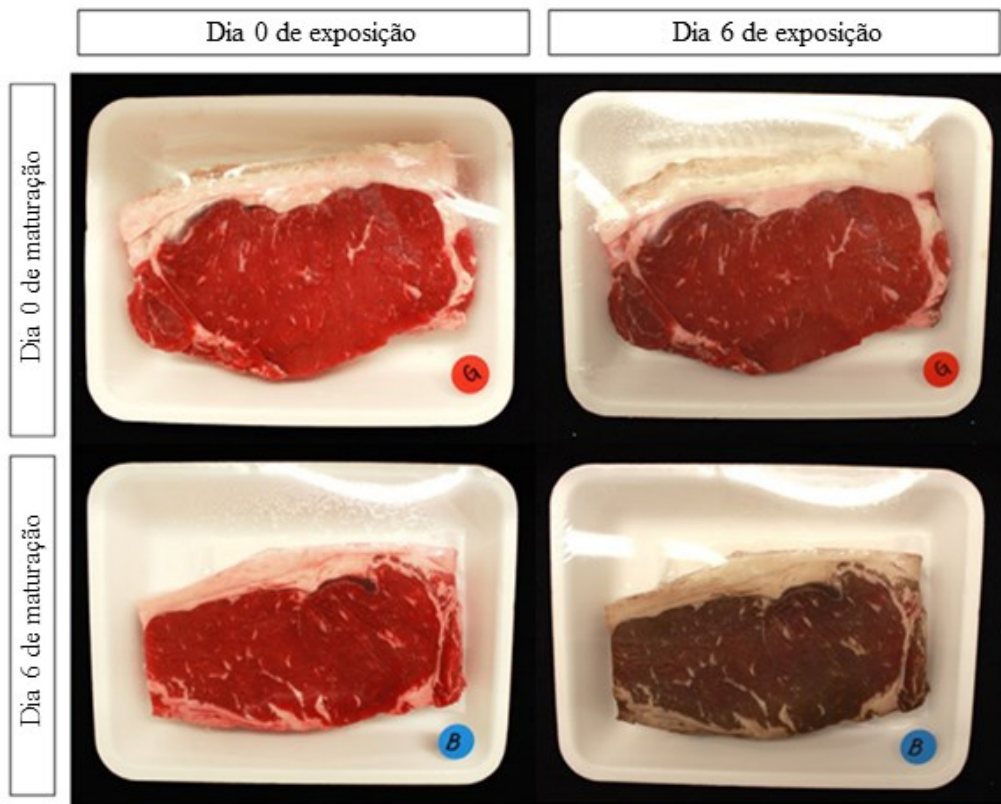 Dia 0 de exposição
Dia 6 de exposição
Dia 0 de maturação
G
G
Dia 6 de maturação
B
B